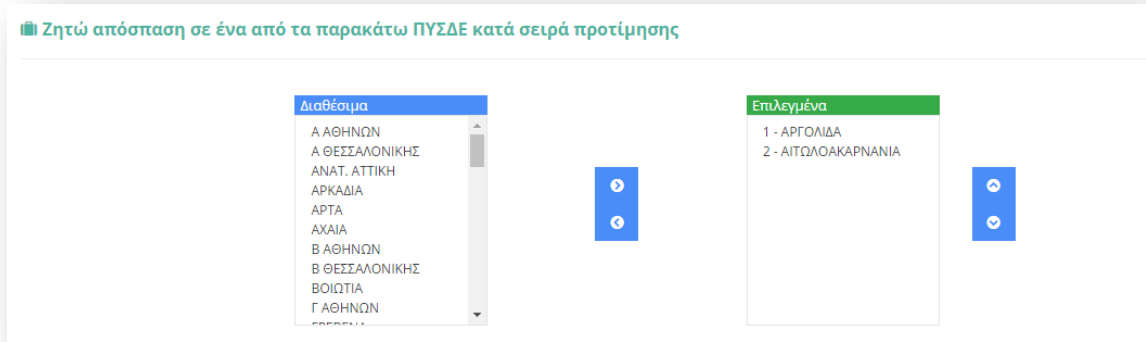 Ζητώ απόσπαση σε ένα από τα παρακάτω ΠΥΣΔΕ κατά σειρά προτίμησης
Διαθέσιμα
Α ΑΘΗΝΩΝ
Α ΘΕΣΣΑΛΟΝΙΚΗΣ
ΑΝΑΤ. ΑΤΤΙΚΗ
ΑΡΚΑΔΙΑ
ΑΡΤΑ
ΑΧΑΙΑ
Β ΑΘΗΝΩΝ
Β ΘΕΣΣΑΛΟΝΙΚΗΣ
ΒΟΙΩΤΙΑ
Γ ΑΘΗΝΩΝ
Επιλεγμένα
1 - ΑΡΓΟΛΙΔΑ
2 - ΑΙΤΩΛΟΑΚΑΡΝΑΝΙΑ